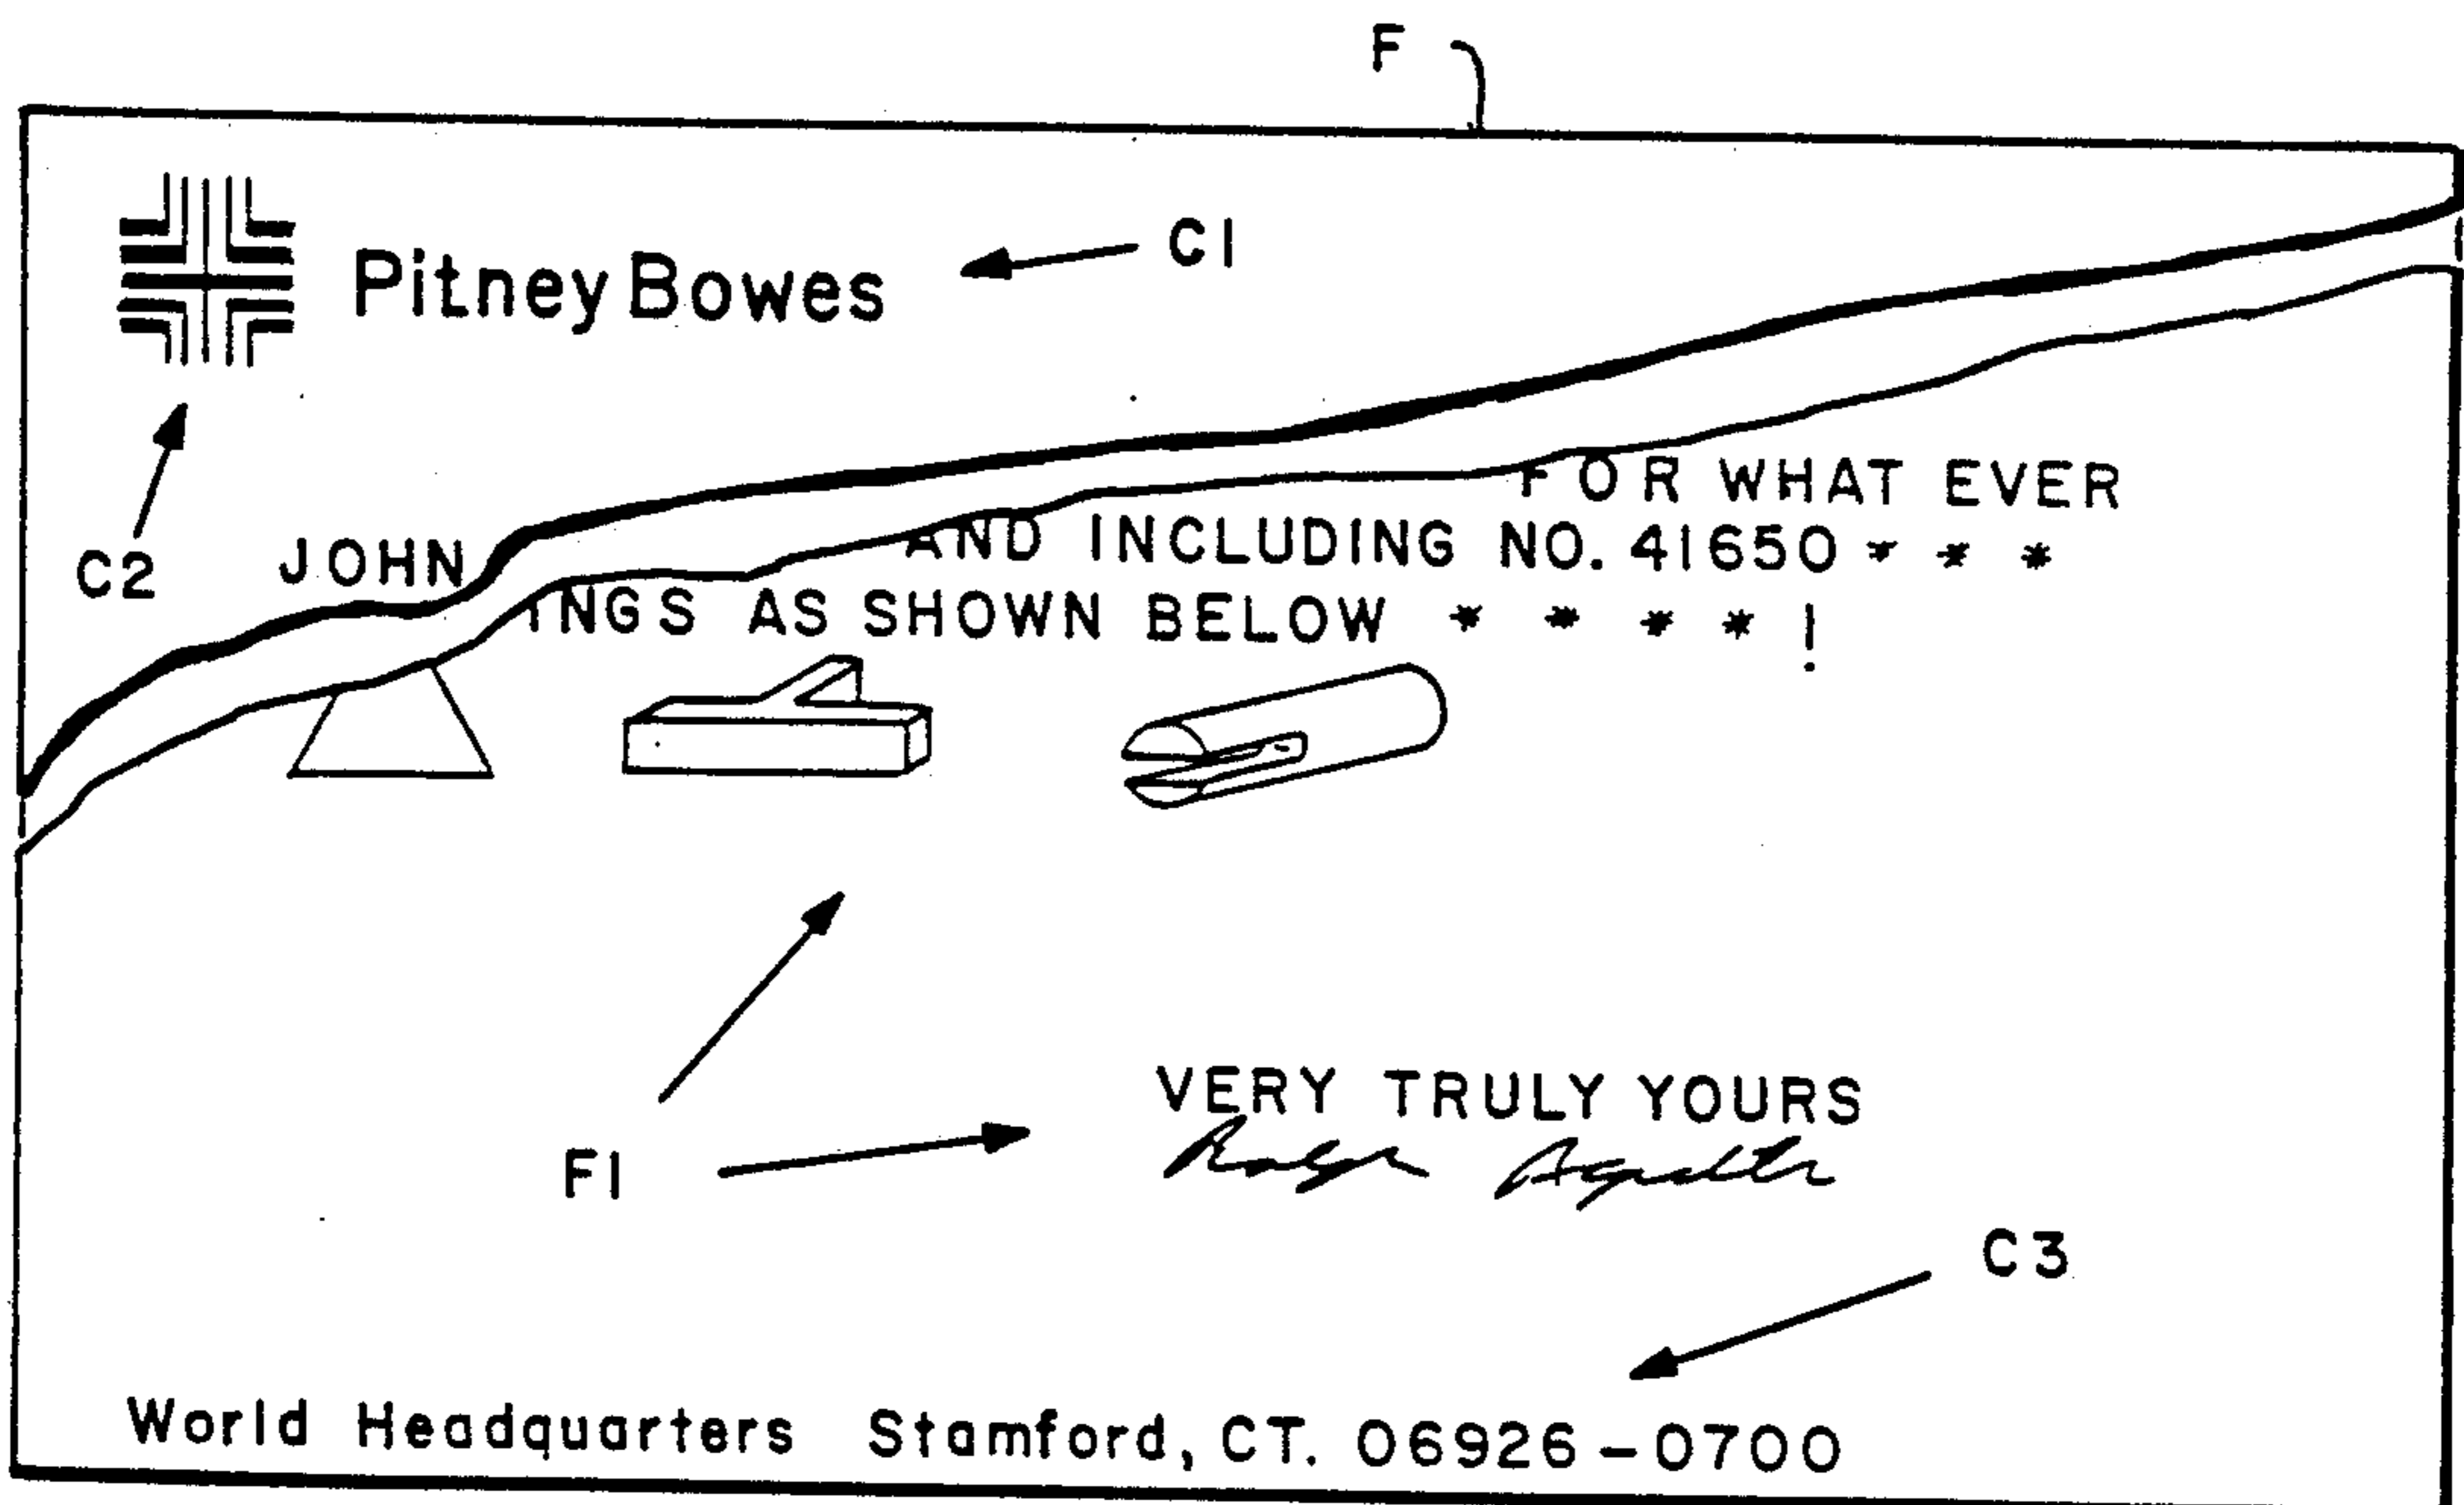 F
Pitney Bowes
C1
C2
JOHN
FOR WHAT EVER
AND INCLUDING NO. 41650 * * *
INGS AS SHOWN BELOW * * * * !
VERY TRULY YOURS
F1
C3
World Headquarters Stamford, CT. 06926-0700